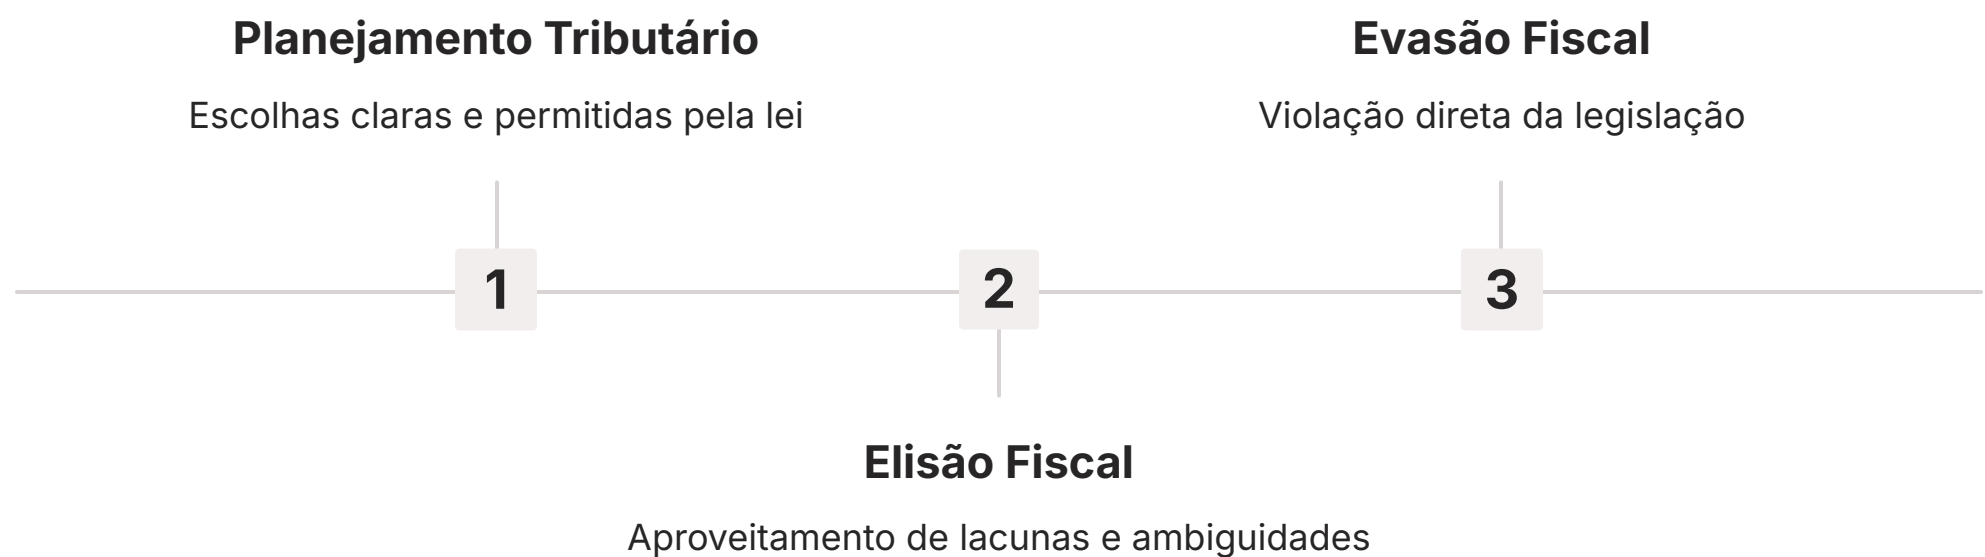 Planejamento Tributário
Escolhas claras e permitidas pela lei
Evasão Fiscal
Violação direta da legislação
1
2
3
Elisão Fiscal
Aproveitamento de lacunas e ambiguidades